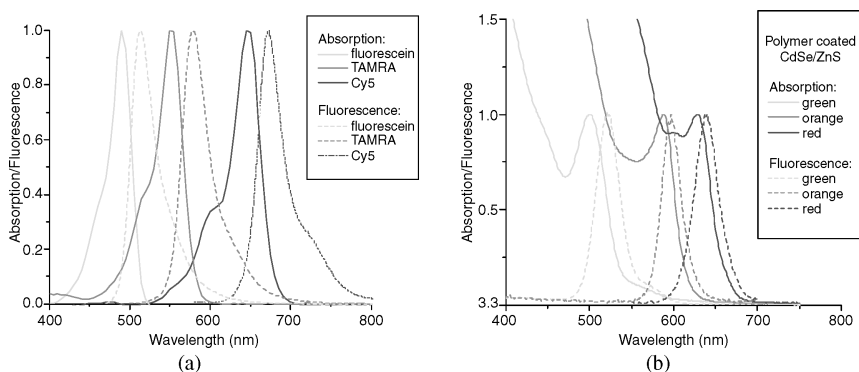 1.0
0.8
0.6
0.4
0.2
0.0
Absorption/Fluorescence
400
500
600
700
800
Wavelength (nm)
Absorption:
fluorescein
TAMRA
Cy5
Fluorescence:
fluorescein
TAMRA
Cy5
(a)
1.5
1.0
0.5
3.3
Absorption/Fluorescence
400
500
600
700
800
Wavelength (nm)
Polymer coated
CdSe/ZnS
Absorption:
green
orange
red
Fluorescence:
green
orange
red
(b)